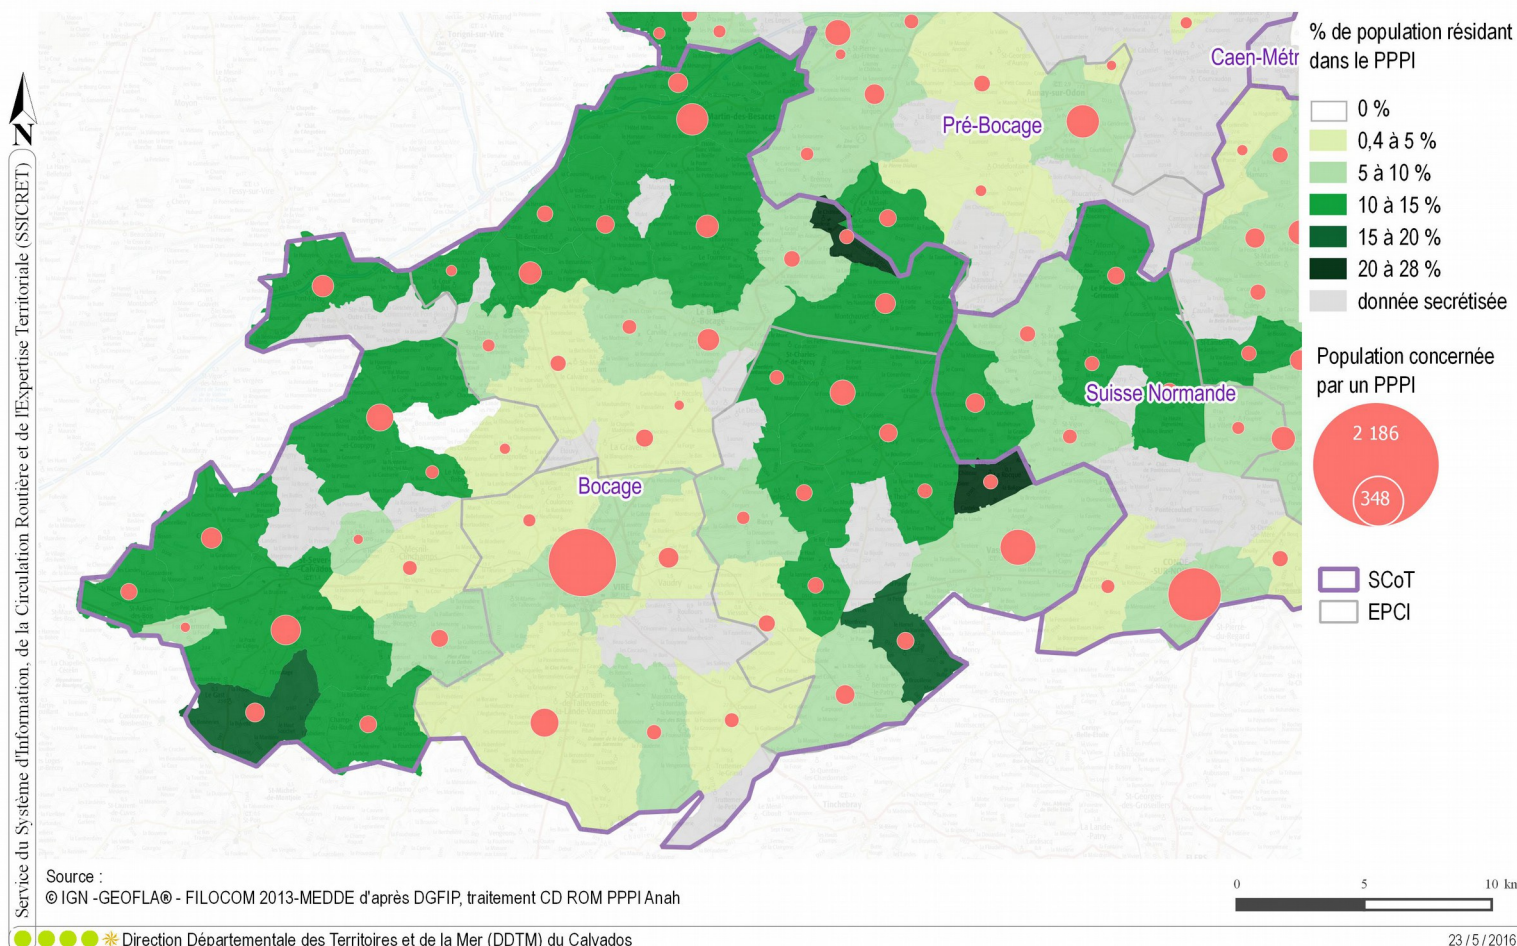 Service du Système d'Information, de la Circulation Routière et de l'Expertise Territoriale (SSICRET)
N
Caen-Métr
Pré-Bocage
Suisse Normande
Bocage
% de population résidant
dans le PPPI
0 %
0,4 à 5 %
5 à 10 %
10 à 15 %
15 à 20 %
20 à 28 %
donnée secrétisée
Population concernée
par un PPPI
2 186
348
SCoT
EPCI
Source :
© IGN -GEOFLA® - FILOCOM 2013-MEDDE d'après DGFIP, traitement CD ROM PPPI Anah
0 5 10 km
Direction Départementale des Territoires et de la Mer (DDTM) du Calvados
23 / 5 / 2016